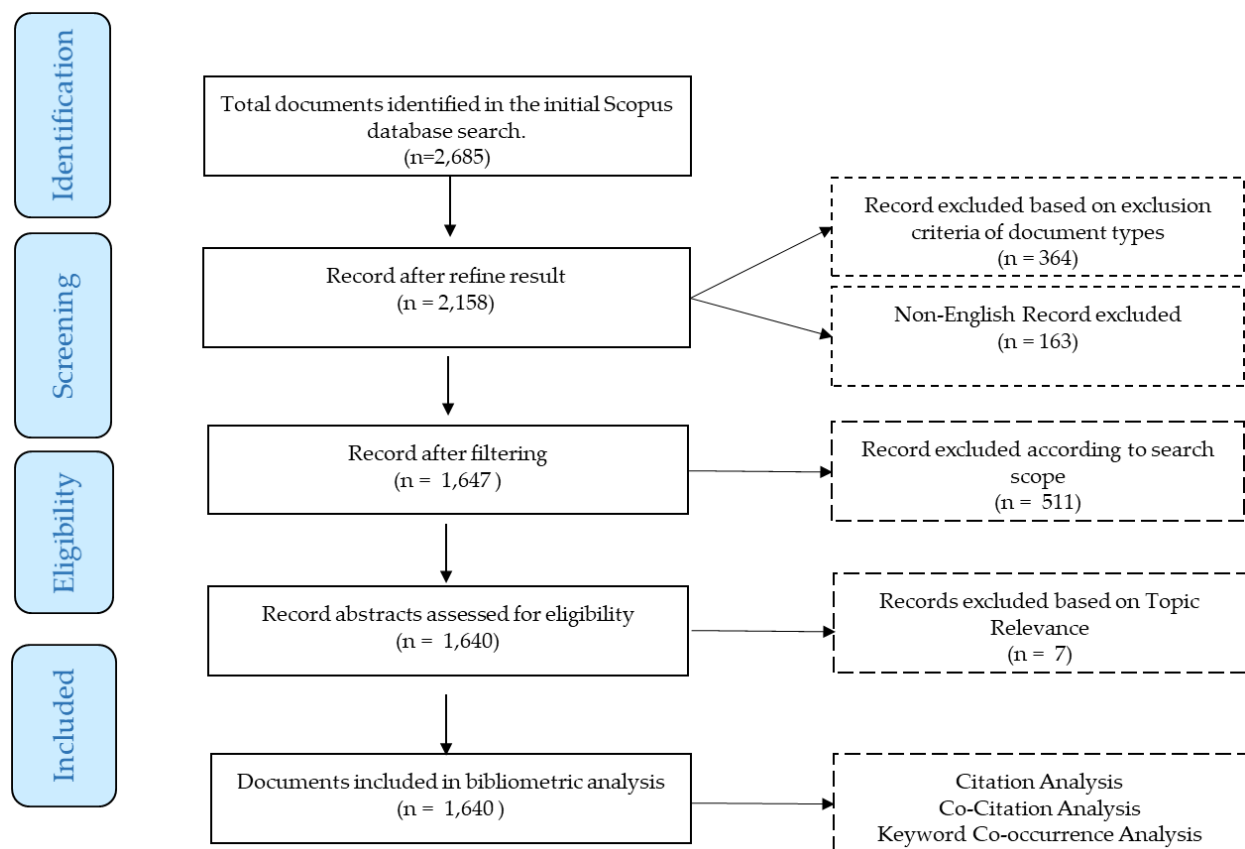 Identification
Total documents identified in the initial Scopus
database search.
(n=2,685)
Record excluded based on exclusion
criteria of document types
(n = 364)
Screening
Record after refine result
(n = 2,158)
Non-English Record excluded
(n = 163)
Eligibility
Record after filtering
(n =  1,647 )
Record excluded according to search
scope
(n =  511)
Record abstracts assessed for eligibility
(n =  1,640)
Records excluded based on Topic
Relevance
(n =  7)
Included
Documents included in bibliometric analysis
(n =  1,640 )
Citation Analysis
Co-Citation Analysis
Keyword Co-occurrence Analysis